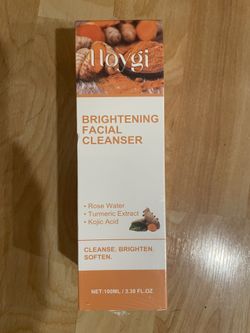 Hoygi
BRIGHTENING
FACIAL
CLEANSER
• Rose Water
• Turmeric Extract
• Kojic Acid
CLEANSE. BRIGHTEN.
SOFTEN.
NET:100ML / 3.38 FL.OZ